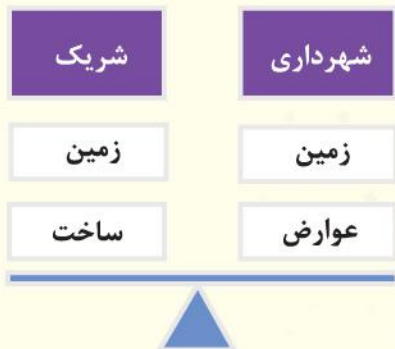 شهرداری
شریک
زمین
زمین
عوارض
ساخت